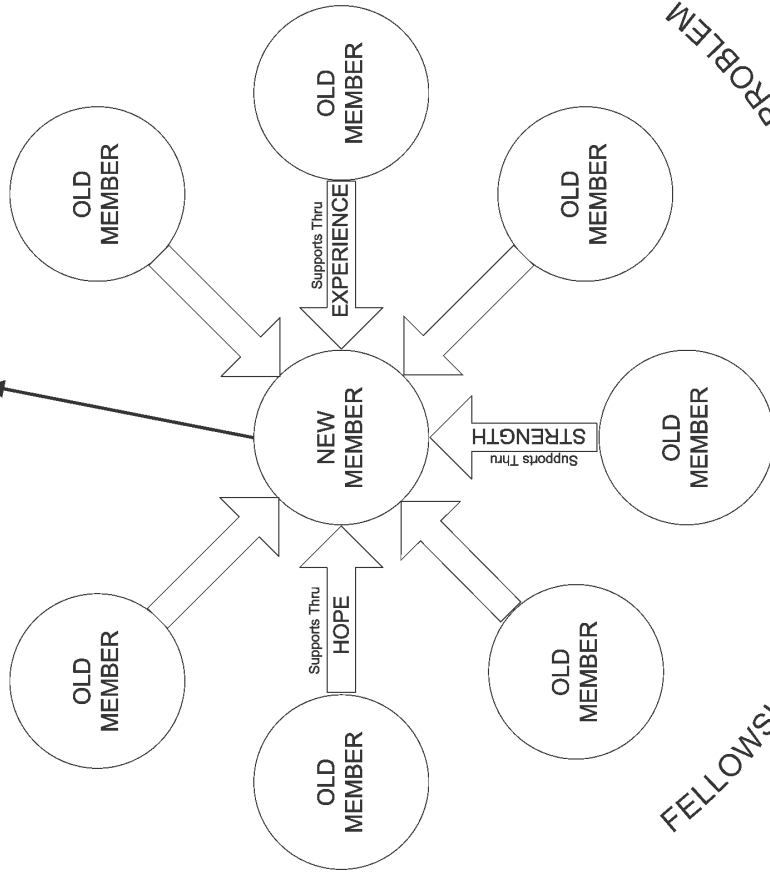 OLD
MEMBER
OLD
MEMBER
OLD
MEMBER
Supports Thru
HOPE
NEW
MEMBER
Supports Thru
EXPERIENCE
OLD
MEMBER
Supports Thru
STRENGTH
OLD
MEMBER
OLD
MEMBER
OLD
MEMBER
FELLOWS
PROBLEM